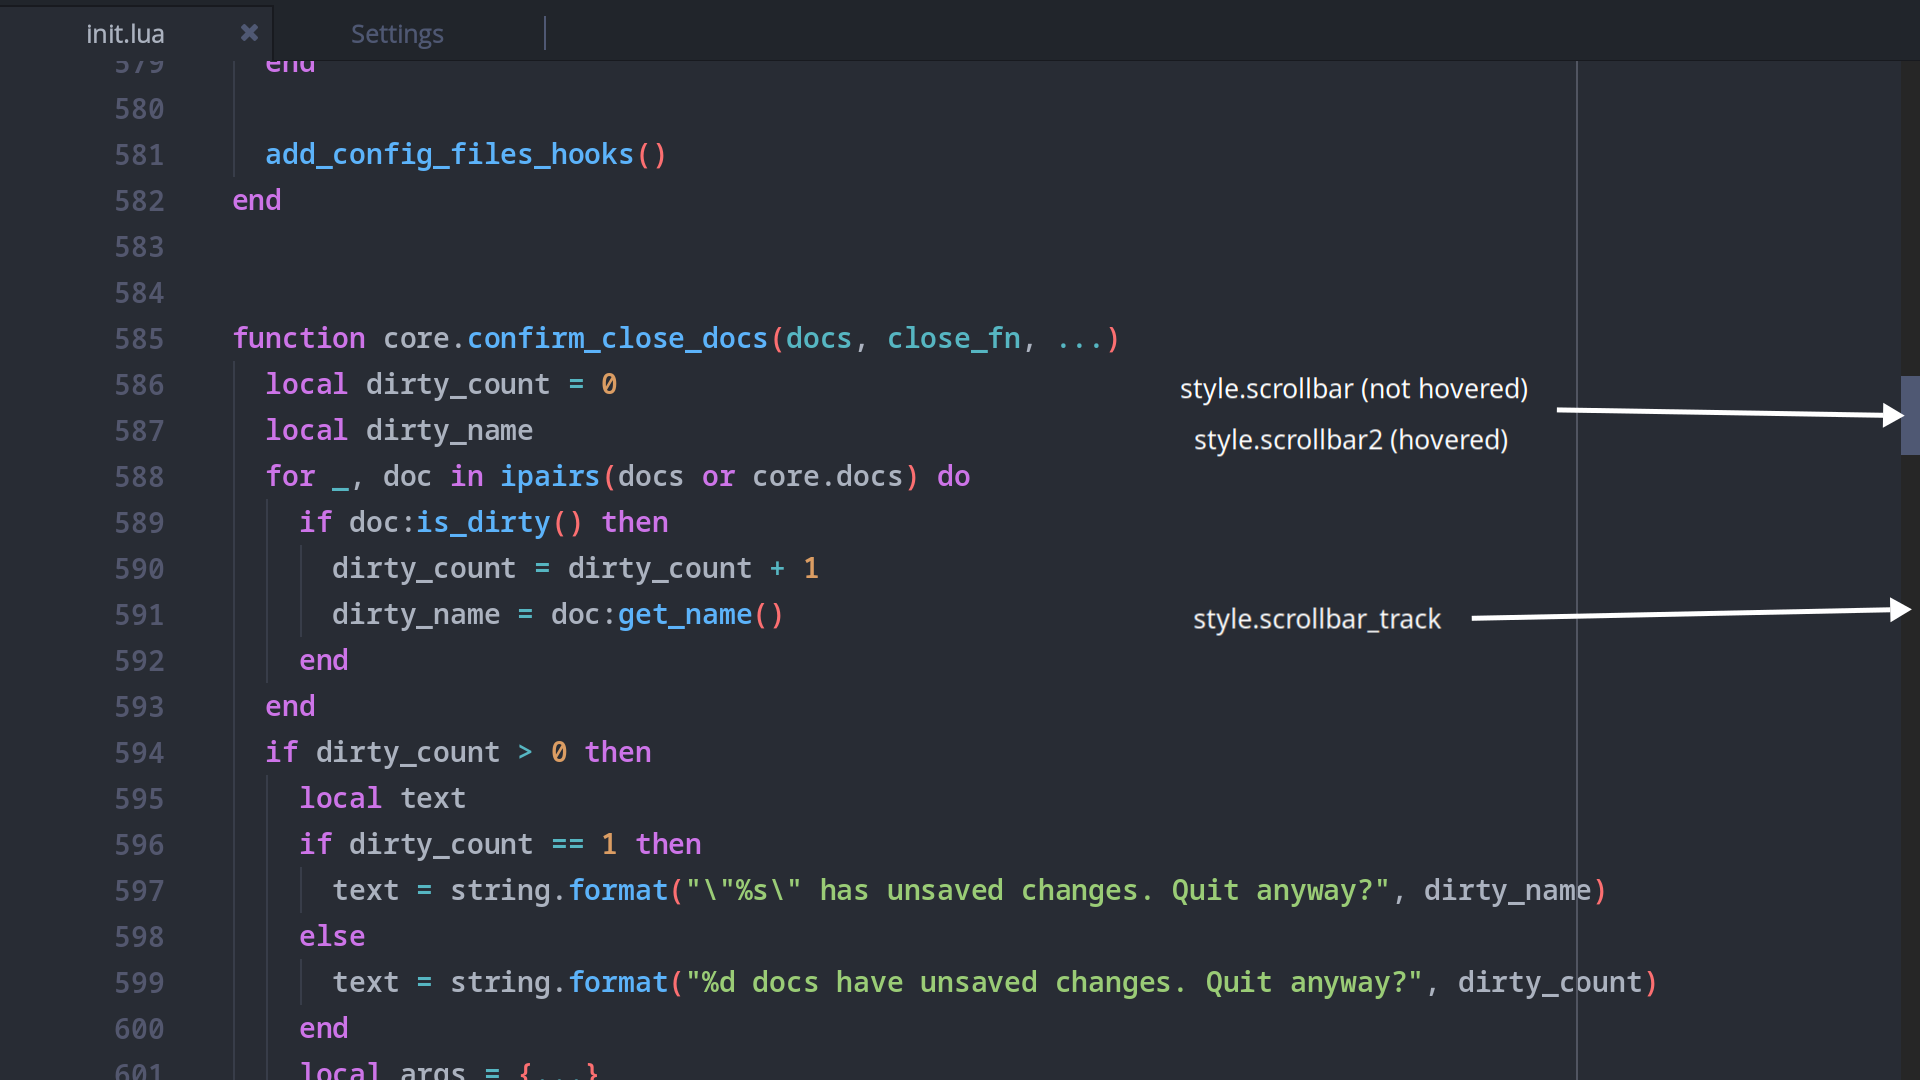 init.lua ✖ Settings
579 end
580
581 add_config_files_hooks()
582 end
583
584
585 function core.confirm_close_docs(docs, close_fn, ...)
586 local dirty_count = 0
style.scrollbar (not hovered)
587 local dirty_name
style.scrollbar2 (hovered)
588 for _, doc in ipairs(docs or core.docs) do
589 if doc:is_dirty() then
590 dirty_count = dirty_count + 1
591 dirty_name = doc:get_name()
style.scrollbar_track
592 end
593 end
594 if dirty_count > 0 then
595 local text
596 if dirty_count == 1 then
597 text = string.format("\"%s\" has unsaved changes. Quit anyway?", dirty_name)
598 else
599 text = string.format("%d docs have unsaved changes. Quit anyway?", dirty_count)
600 end
601 local args = {...}